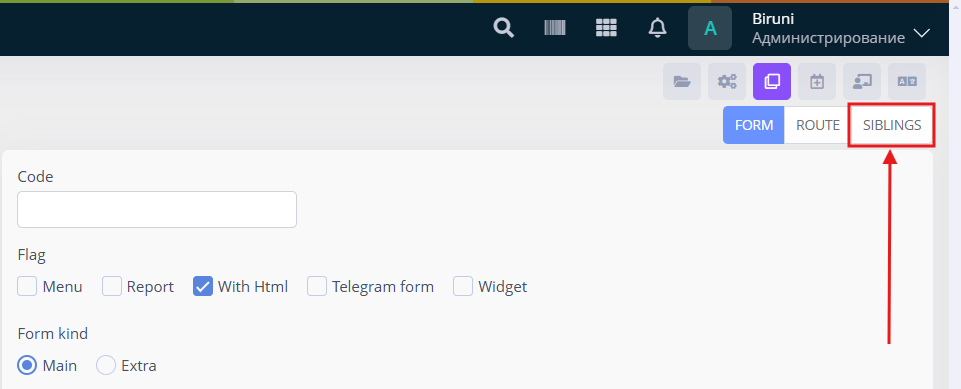 A
Biruni
Администрирование
FORM ROUTE SIBLINGS
Code
Flag
Menu Report With Html Telegram form Widget
Form kind
Main Extra